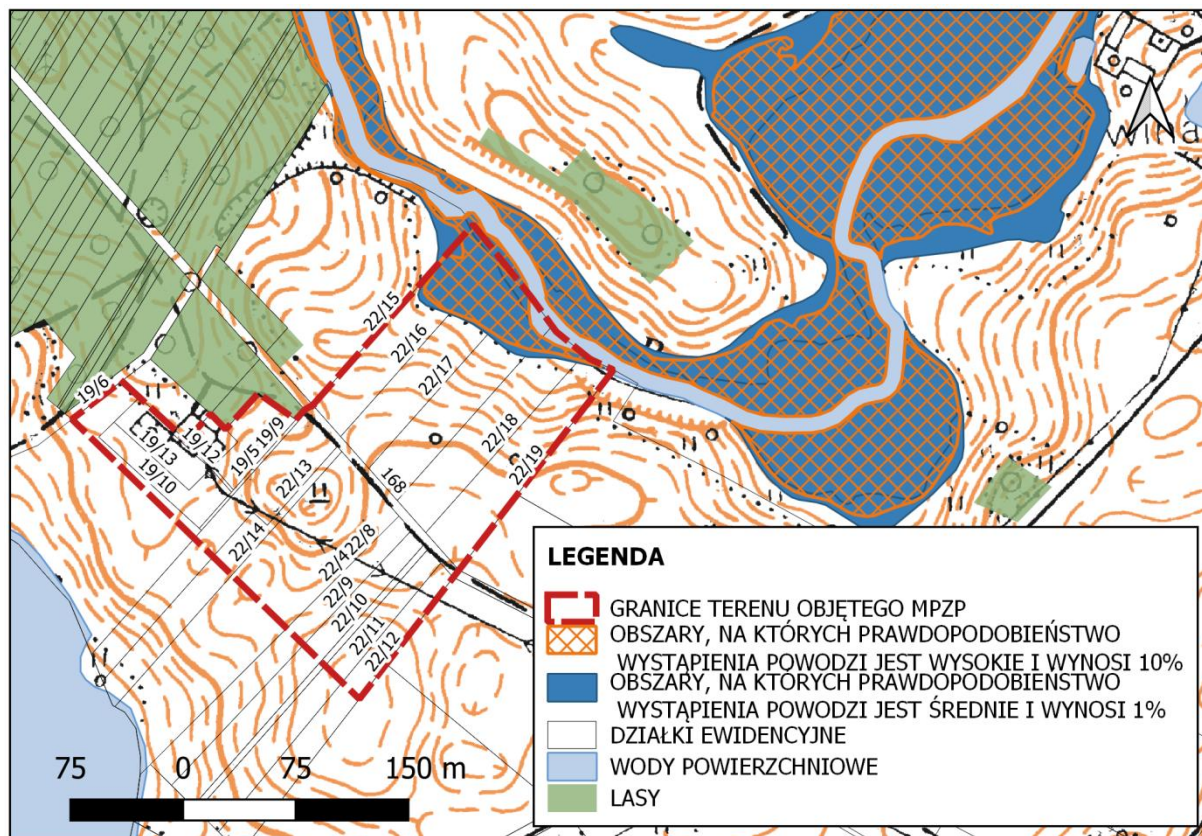 wina
22/15
22/16
22/17
22/18
22/19
19/6
19/12
19/13
19/10
19/5
19/9
22/13
22/14
168
22/4
22/8
22/9
22/10
22/11
22/12
LEGENDA
GRANICE TERENU OBJĘTEGO MPZP
OBSZARY, NA KTÓRYCH PRAWDOPODOBIEŃSTWO
WYSTĄPIENIA POWODZI JEST WYSOKIE I WYNOSI 10%
OBSZARY, NA KTÓRYCH PRAWDOPODOBIEŃSTWO
WYSTĄPIENIA POWODZI JEST ŚREDNIE I WYNOSI 1%
DZIAŁKI EWIDENCYJNE
WODY POWIERZCHNIOWE
LASY
75 0 75 150 m